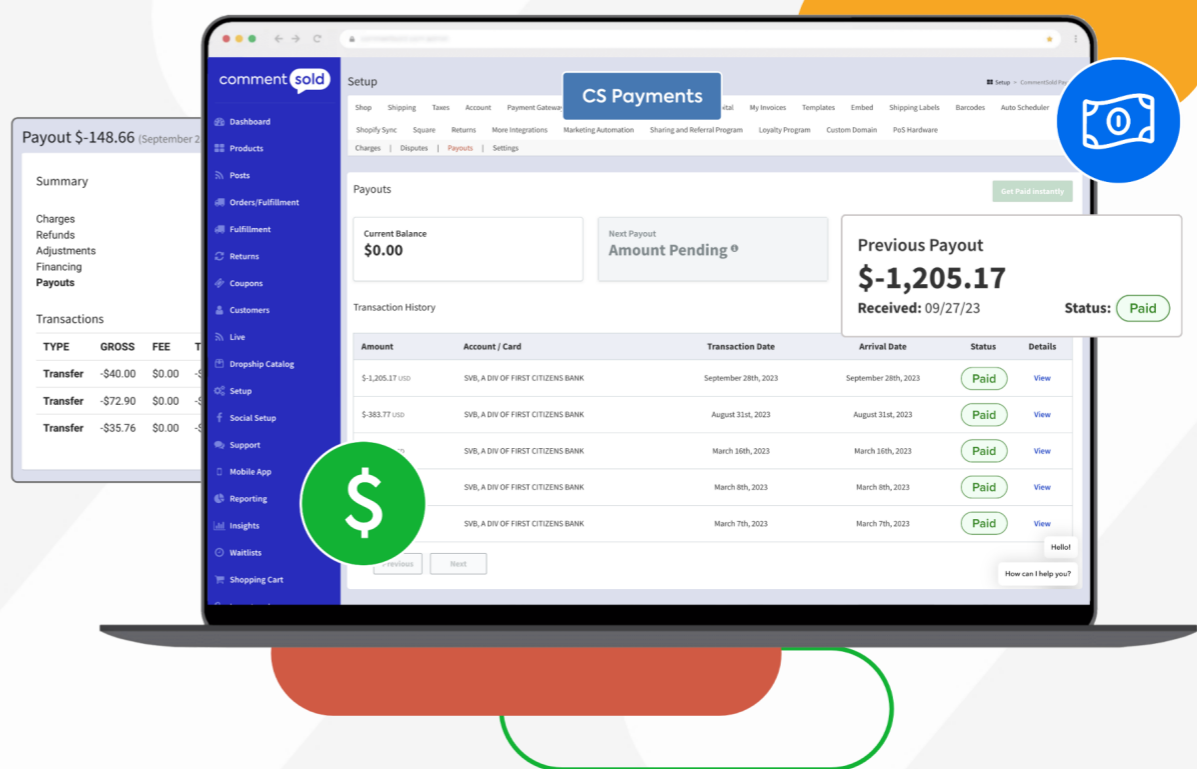 comment sold
Dashboard
Products
Posts
Orders/Fulfillment
Fulfillment
Returns
Coupons
Customers
Live
Dropship Catalog
Setup
Social Setup
Support
Mobile App
Reporting
Insights
Waitlists
Shopping Cart
Payout $-148.66 (September 2
Summary
Charges
Refunds
Adjustments
Financing
Payouts
Transactions
TYPE GROSS FEE T
Transfer -$40.00 $0.00 -$
Transfer -$72.90 $0.00 -$
Transfer -$35.76 $0.00 -$
Setup
Setup
CS Payments
Shop Shipping Taxes Account Payment My Invoices Templates Embed Shipping Labels Barcodes Auto Scheduler
Shopify Sync Square Returns More Integrations Marketing Automation Sharing and Referral Program Loyalty Program Custom Domain PoS Hardware
Charges | Disputes | Payouts | Settings
Payouts
Get Paid Instantly
Current Balance
$0.00
Next Payout
Amount Pending
Previous Payout
$-1,205.17
Received: 09/27/23 Status: Paid
Transaction History
Amount Account / Card Transaction Date Arrival Date Status Details
$-1,205.17 USD SVB, A DIV OF FIRST CITIZENS BANK September 28th, 2023 September 28th, 2023 Paid View
$-383.77 USD SVB, A DIV OF FIRST CITIZENS BANK August 31st, 2023 August 31st, 2023 Paid View
SVB, A DIV OF FIRST CITIZENS BANK March 16th, 2023 March 16th, 2023 Paid View
SVB, A DIV OF FIRST CITIZENS BANK March 8th, 2023 March 8th, 2023 Paid View
SVB, A DIV OF FIRST CITIZENS BANK March 7th, 2023 March 7th, 2023 Paid View
$
Previous Next
Hello!
How can I help you?